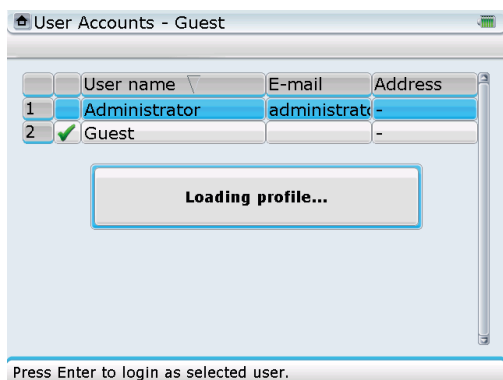 User Accounts - Guest
User name E-mail Address
1 Administrator administrato -
2 Guest -
Loading profile...
Press Enter to login as selected user.